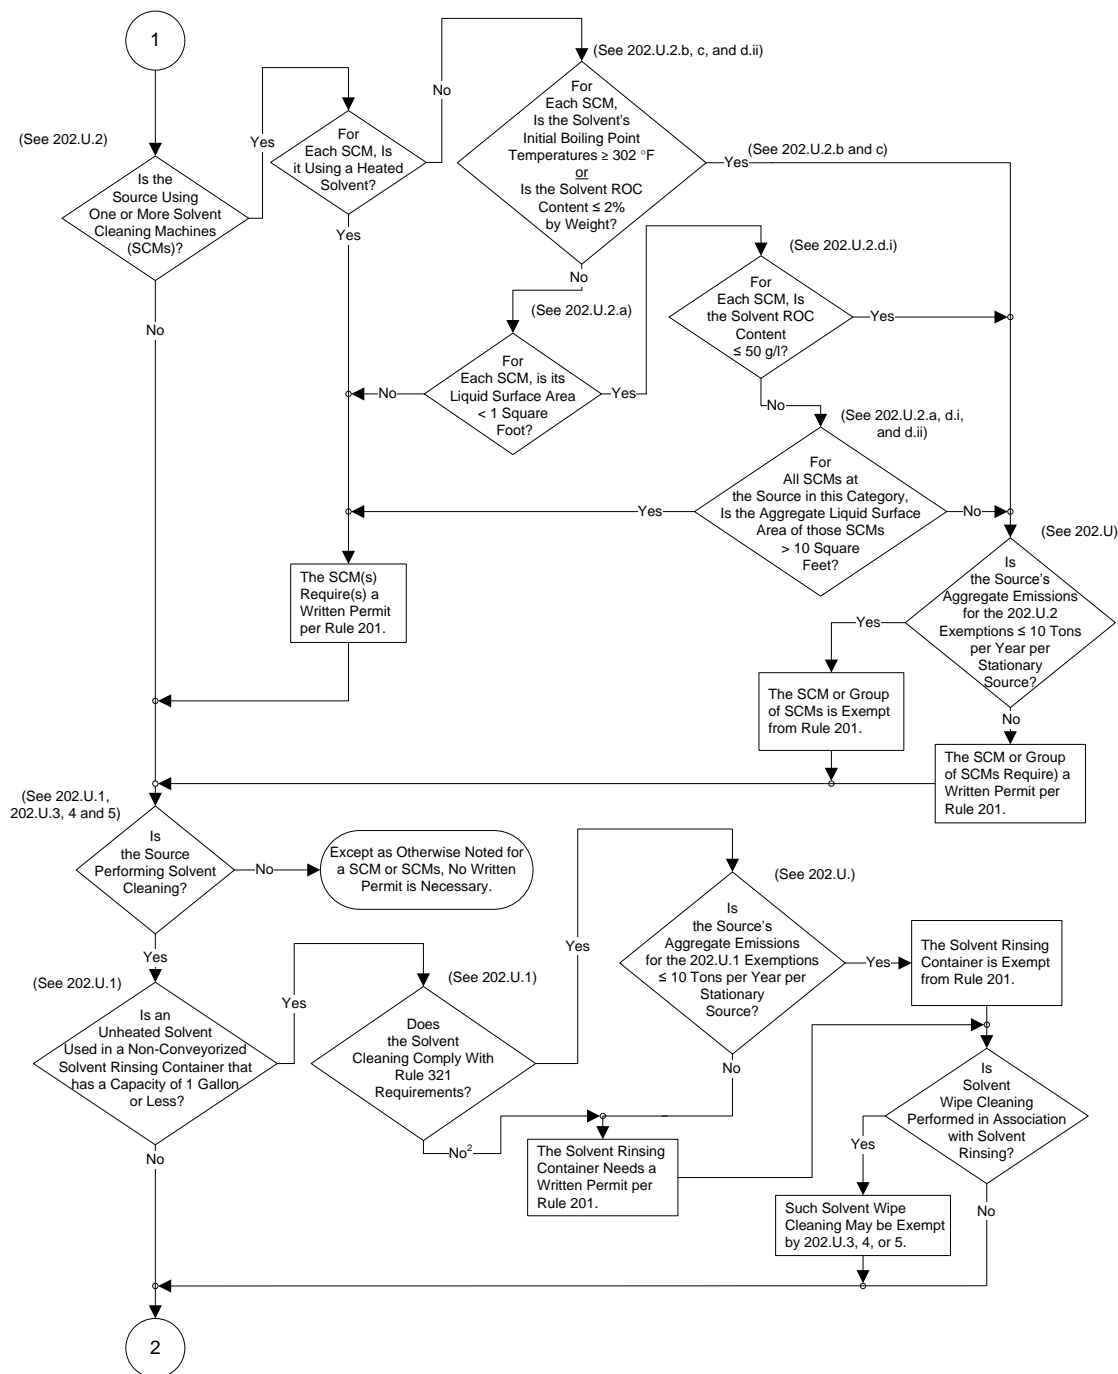 1
(See 202.U.2)
Is the
Source Using
One or More Solvent
Cleaning Machines
(SCMs)?
Yes
No
For
Each SCM, Is
it Using a Heated
Solvent?
No
Yes
(See 202.U.2.b, c, and d.ii)
For
Each SCM,
Is the Solvent's
Initial Boiling Point
Temperatures ≥ 302 °F
or
Is the Solvent ROC
Content ≤ 2%
by Weight?
Yes
(See 202.U.2.b and c)
No
(See 202.U.2.a)
For
Each SCM, is its
Liquid Surface Area
< 1 Square
Foot?
No
Yes
(See 202.U.2.d.i)
For
Each SCM, Is
the Solvent ROC
Content
≤ 50 g/l?
Yes
No
(See 202.U.2.a, d.i,
and d.ii)
For
All SCMs at
the Source in this Category,
Is the Aggregate Liquid Surface
Area of those SCMs
> 10 Square
Feet?
Yes
No
The SCM(s)
Require(s) a
Written Permit
per Rule 201.
(See 202.U)
Is
the Source's
Aggregate Emissions
for the 202.U.2
Exemptions ≤ 10 Tons
per Year per
Stationary
Source?
Yes
No
The SCM or Group
of SCMs is Exempt
from Rule 201.
The SCM or Group
of SCMs Require) a
Written Permit per
Rule 201.
(See 202.U.1,
202.U.3, 4 and 5)
Is
the Source
Performing Solvent
Cleaning?
No
Except as Otherwise Noted for
a SCM or SCMs, No Written
Permit is Necessary.
Yes
(See 202.U.1)
Is an
Unheated Solvent
Used in a Non-Conveyorized
Solvent Rinsing Container that
has a Capacity of 1 Gallon
or Less?
Yes
No
(See 202.U.1)
Does
the Solvent
Cleaning Comply With
Rule 321
Requirements?
Yes
No2
(See 202.U.)
Is
the Source's
Aggregate Emissions
for the 202.U.1 Exemptions
≤ 10 Tons per Year per
Stationary
Source?
Yes
No
The Solvent Rinsing
Container is Exempt
from Rule 201.
The Solvent Rinsing
Container Needs a
Written Permit per
Rule 201.
Is
Solvent
Wipe Cleaning
Performed in Association
with Solvent
Rinsing?
Yes
No
Such Solvent Wipe
Cleaning May be Exempt
by 202.U.3, 4, or 5.
2